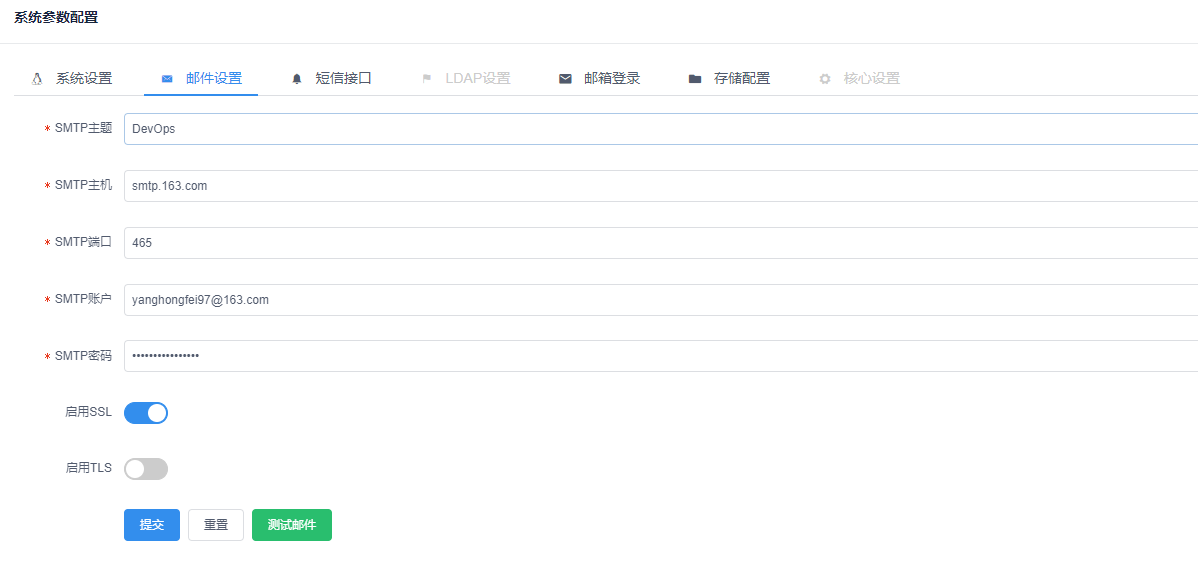 系统参数配置
系统设置 邮件设置 短信接口 LDAP设置 邮箱登录 存储配置 核心设置
* SMTP主题 DevOps
* SMTP主机 smtp.163.com
* SMTP端口 465
* SMTP账户 yanghongfei97@163.com
* SMTP密码 ••••••••••••••••
启用SSL
启用TLS
提交 重置 测试邮件